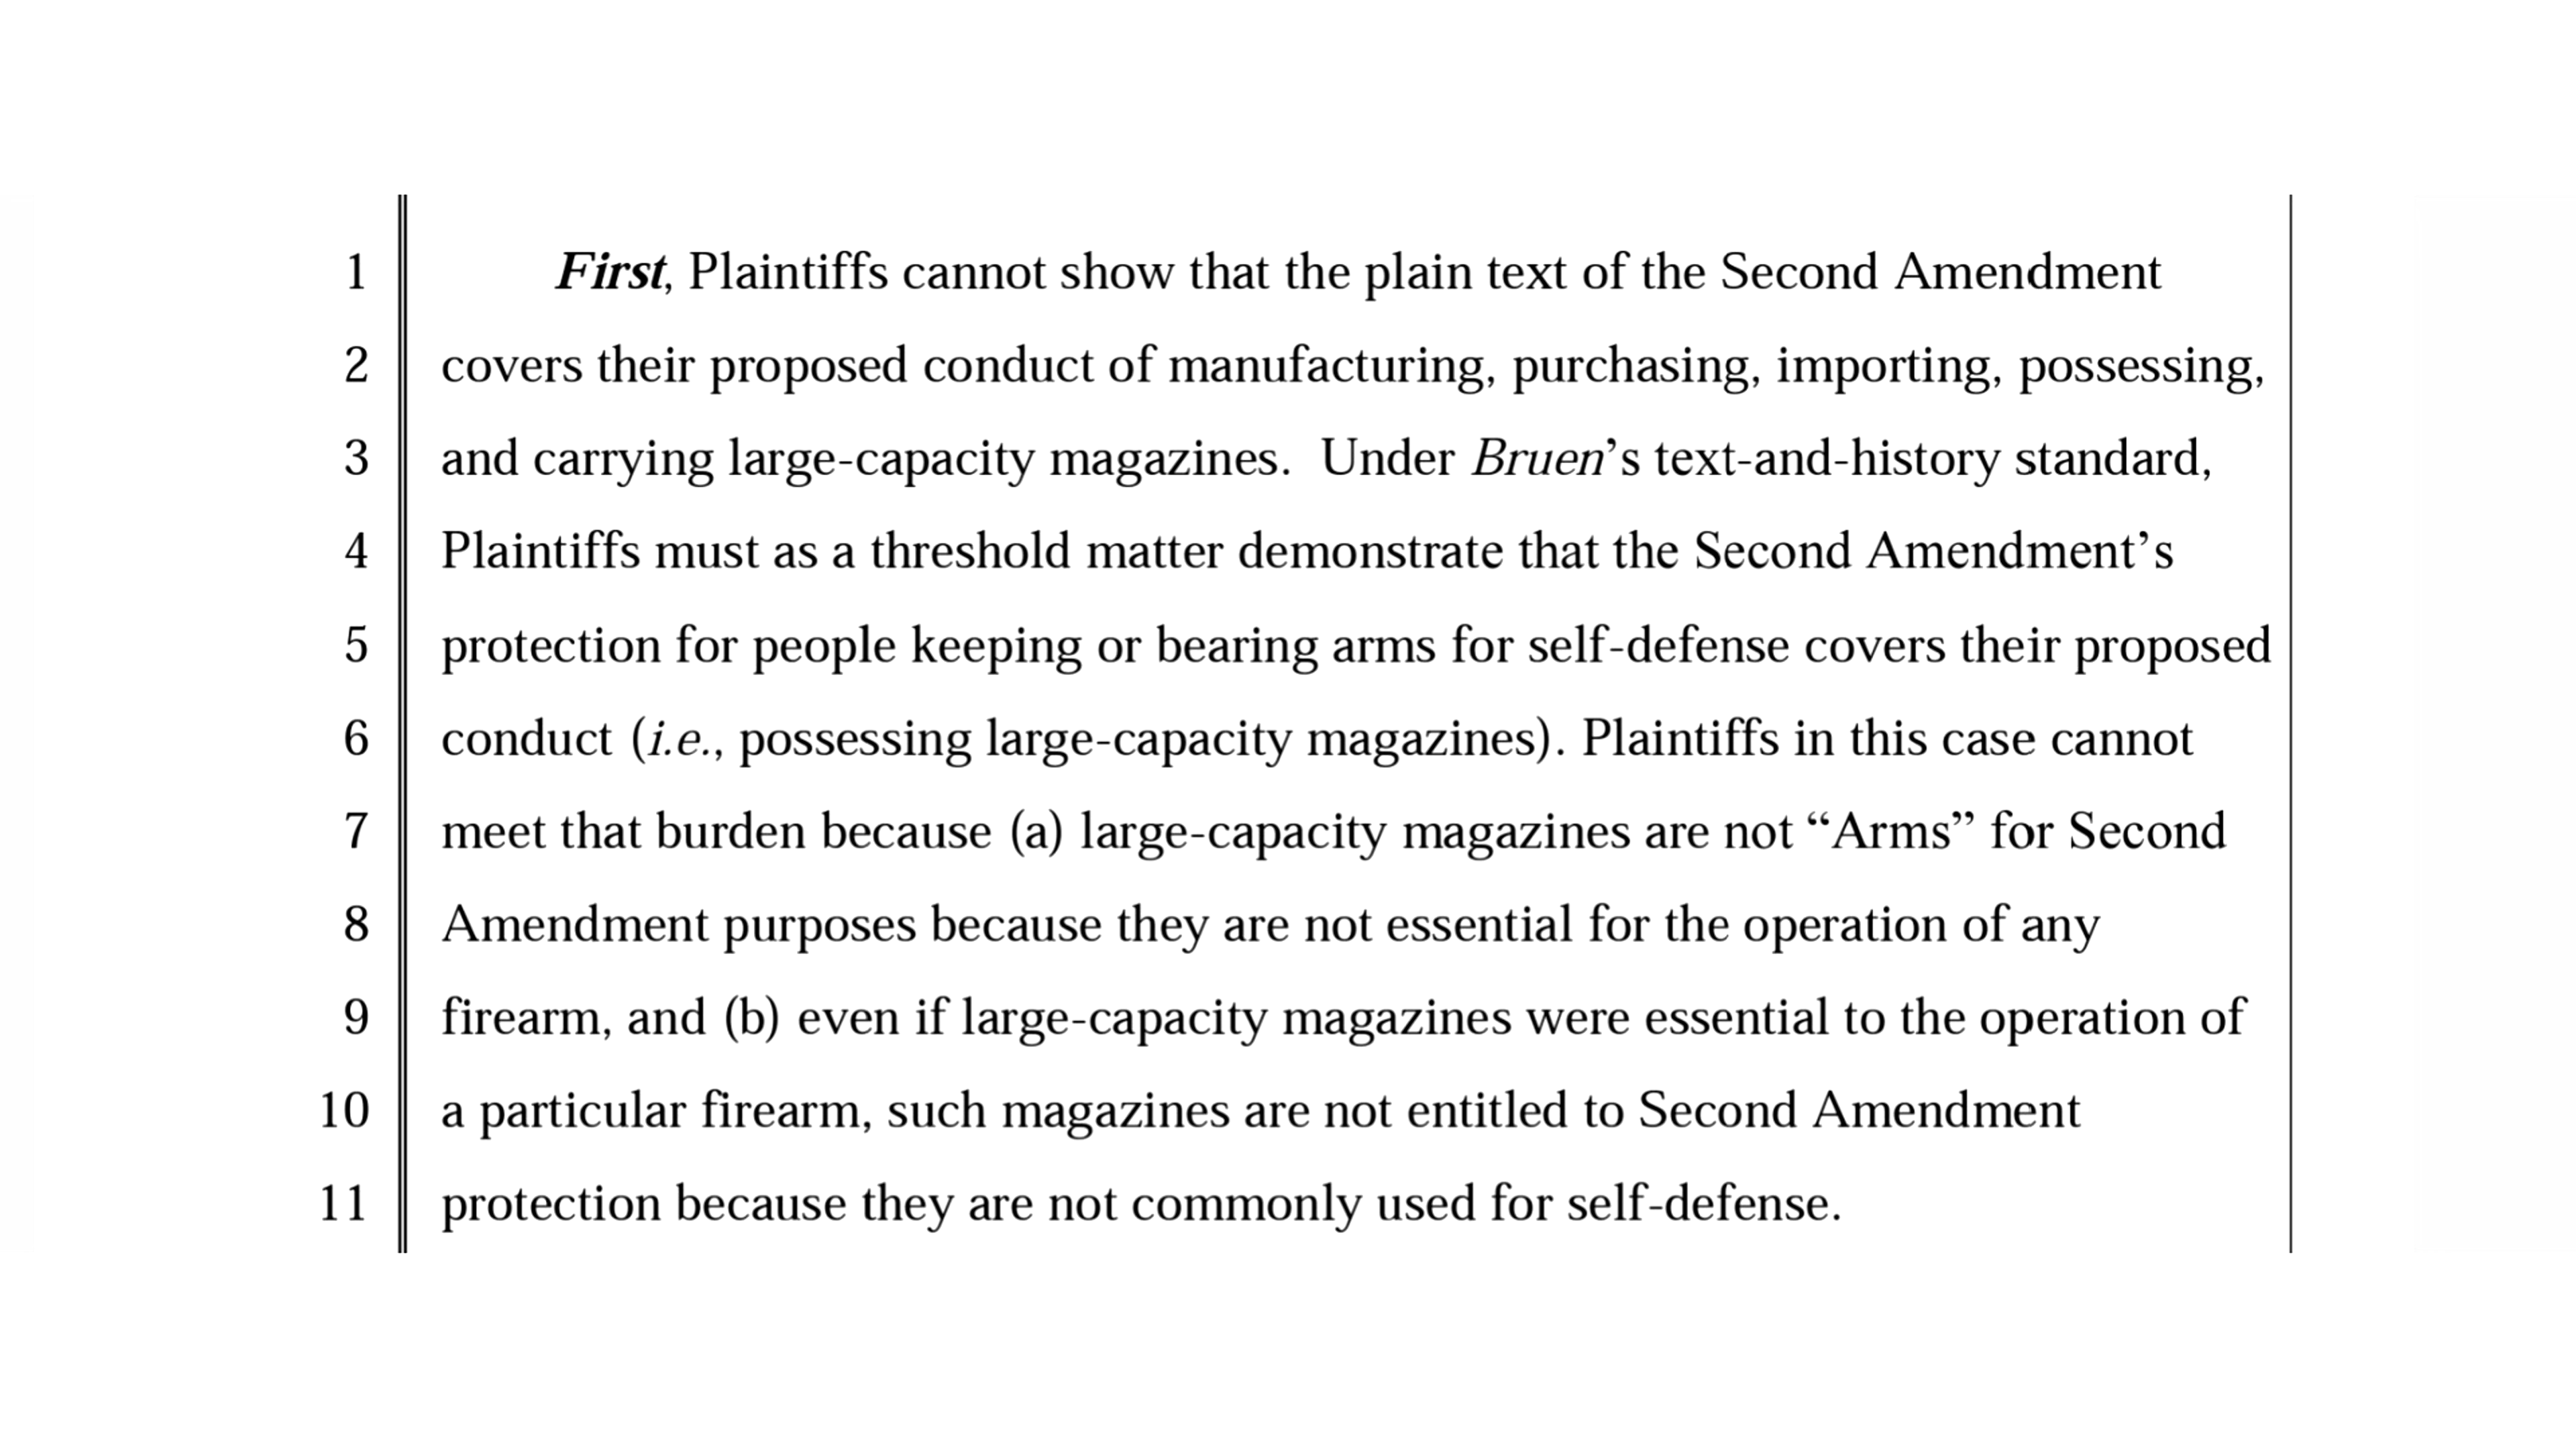 1 First, Plaintiffs cannot show that the plain text of the Second Amendment
2 covers their proposed conduct of manufacturing, purchasing, importing, possessing,
3 and carrying large-capacity magazines.  Under Bruen’s text-and-history standard,
4 Plaintiffs must as a threshold matter demonstrate that the Second Amendment’s
5 protection for people keeping or bearing arms for self-defense covers their proposed
6 conduct (i.e., possessing large-capacity magazines). Plaintiffs in this case cannot
7 meet that burden because (a) large-capacity magazines are not “Arms” for Second
8 Amendment purposes because they are not essential for the operation of any
9 firearm, and (b) even if large-capacity magazines were essential to the operation of
10 a particular firearm, such magazines are not entitled to Second Amendment
11 protection because they are not commonly used for self-defense.